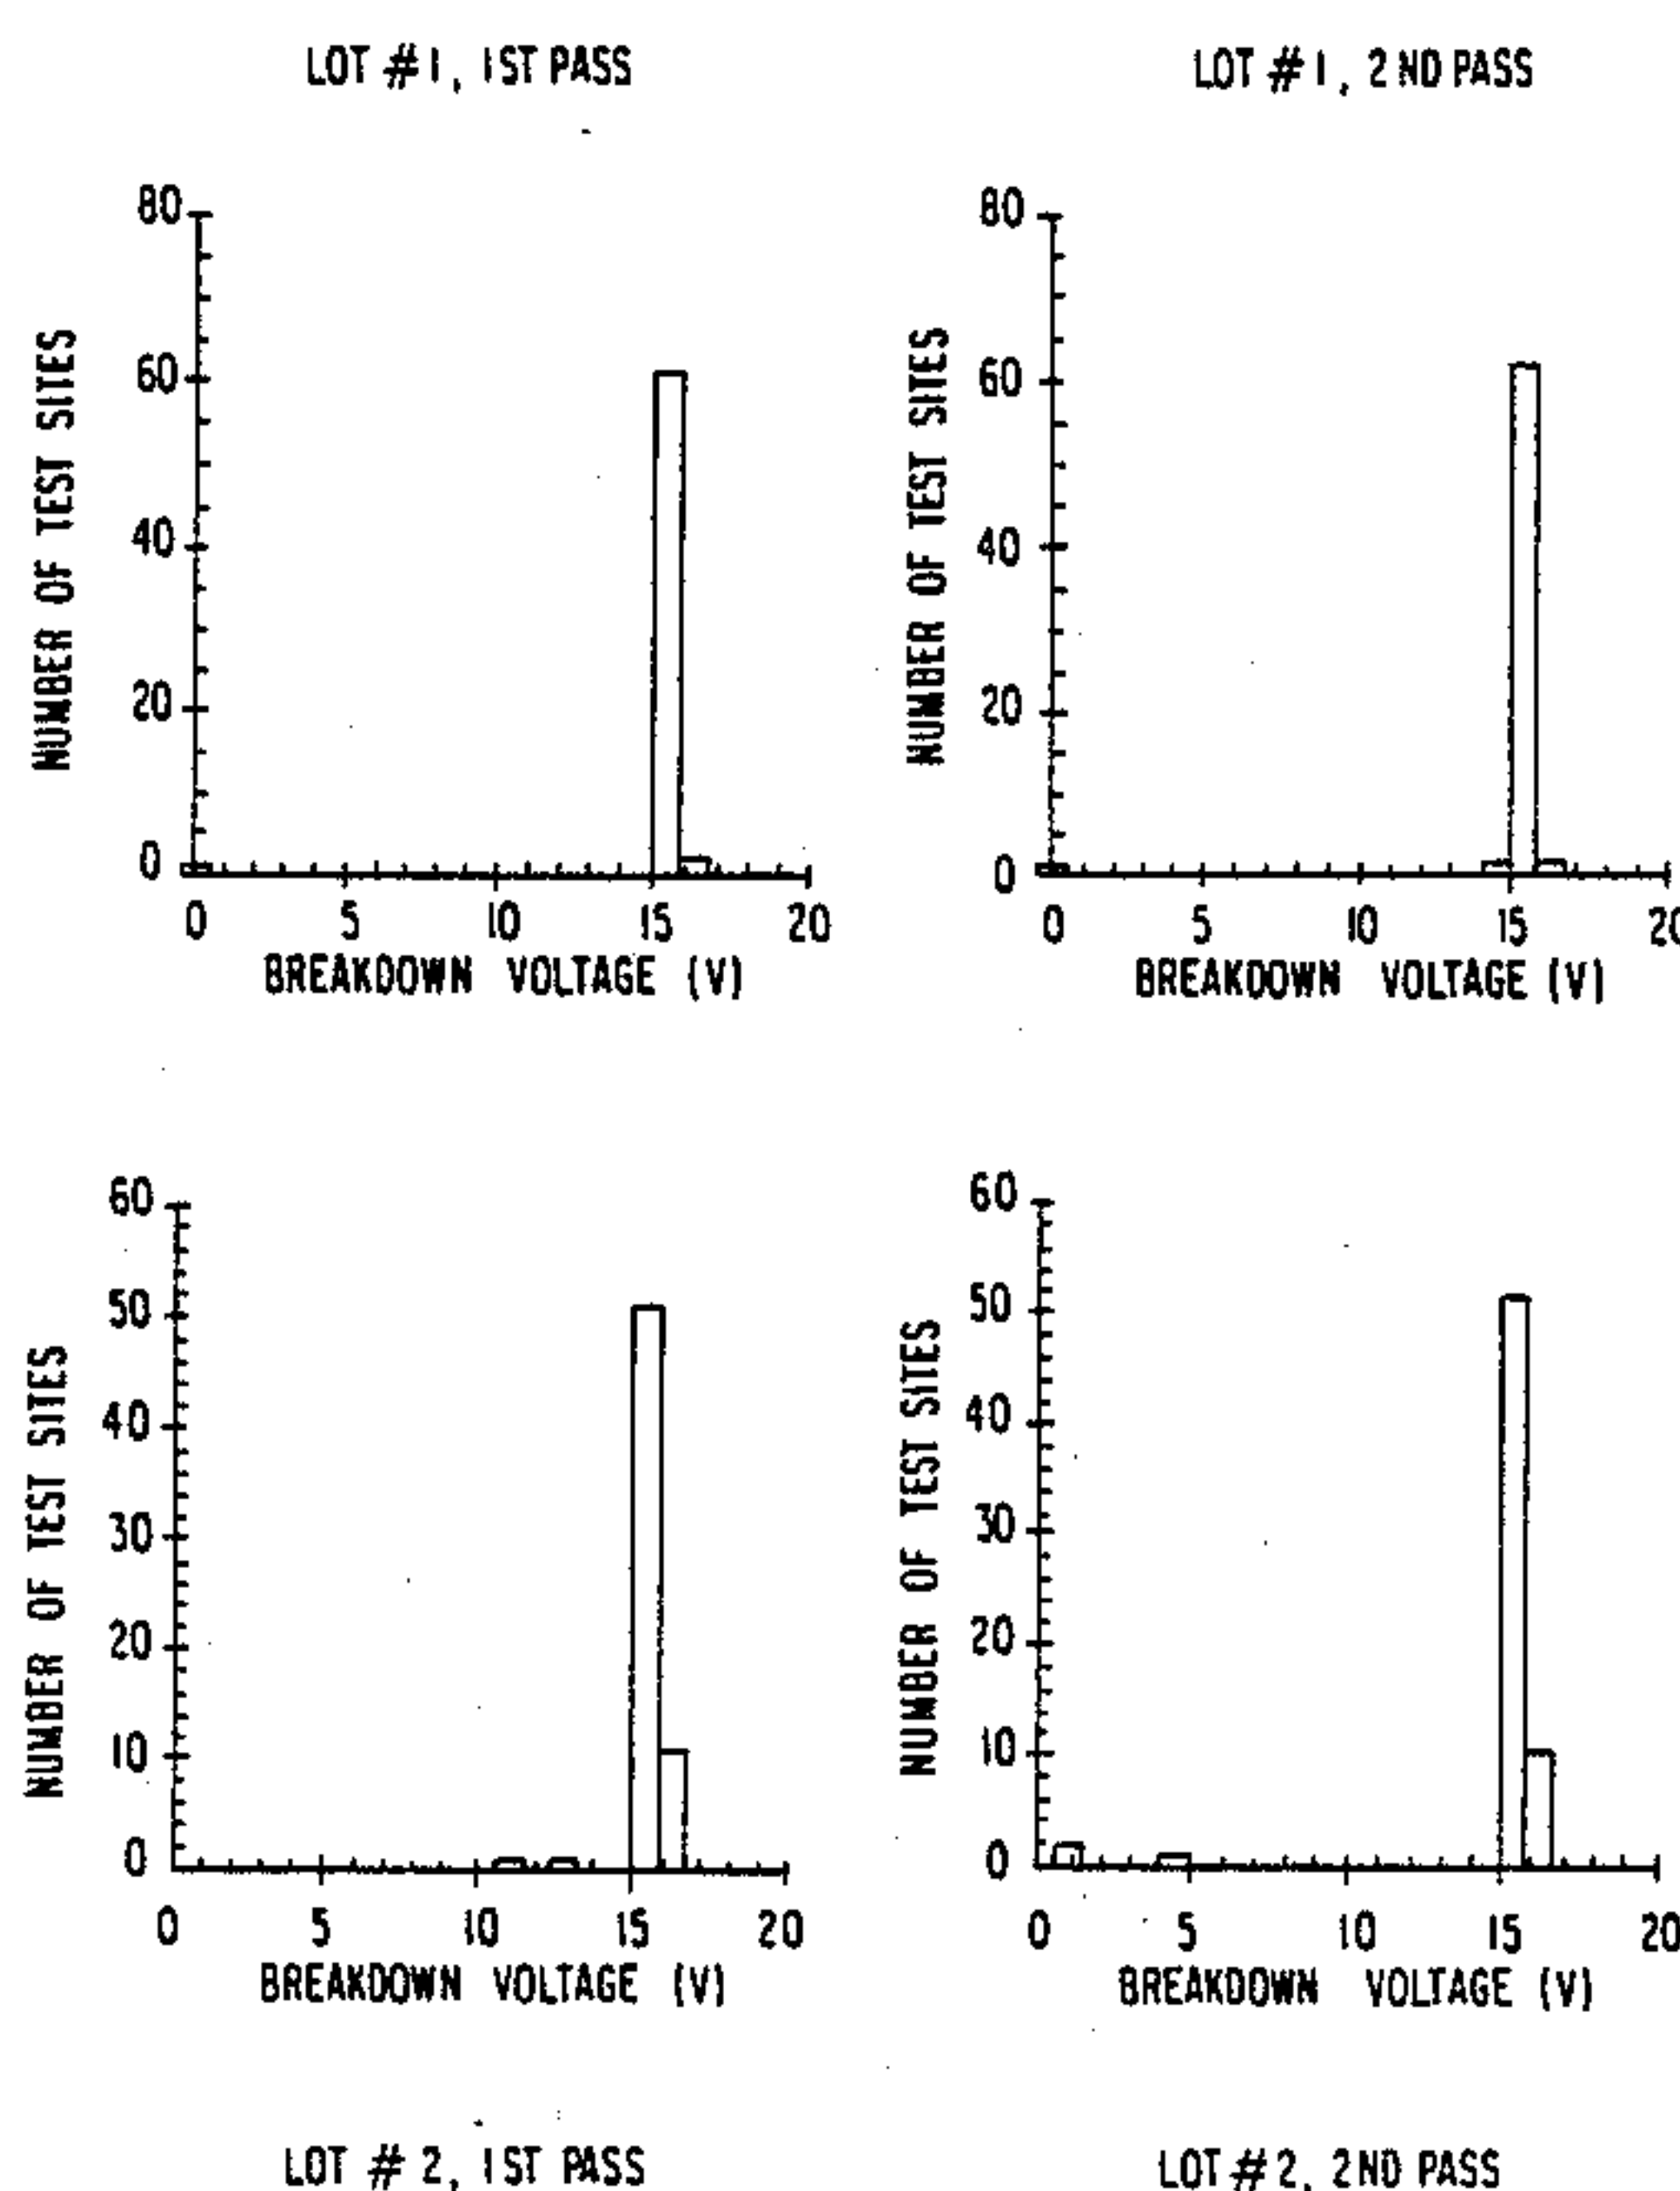 LOT #1, 1ST PASS
80
60
40
20
0
NUMBER OF TEST SITES
0 5 10 15 20
BREAKDOWN VOLTAGE (V)
LOT #1, 2ND PASS
80
60
40
20
0
NUMBER OF TEST SITES
0 5 10 15 20
BREAKDOWN VOLTAGE (V)
60
50
40
30
20
10
0
NUMBER OF TEST SITES
0 5 10 15 20
BREAKDOWN VOLTAGE (V)
LOT # 2, 1ST PASS
60
50
40
30
20
10
0
NUMBER OF TEST SITES
0 5 10 15 20
BREAKDOWN VOLTAGE (V)
LOT #2, 2ND PASS